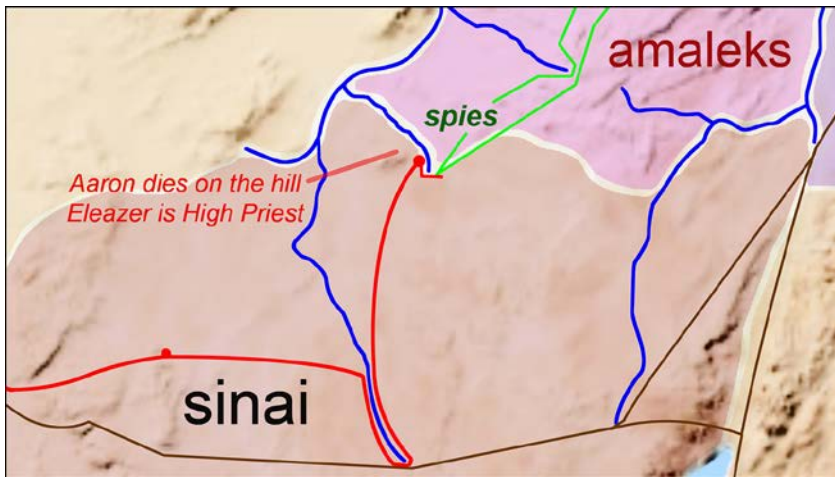 amaleks
spies
Aaron dies on the hill
Eleazer is High Priest
sinai